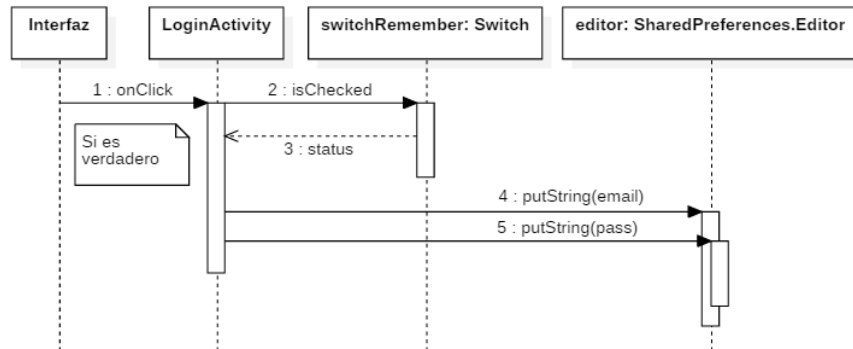 Interfaz
LoginActivity
switchRemember: Switch
editor: SharedPreferences.Editor
1 : onClick
2 : isChecked
Si es
verdadero
3 : status
4 : putString(email)
5 : putString(pass)